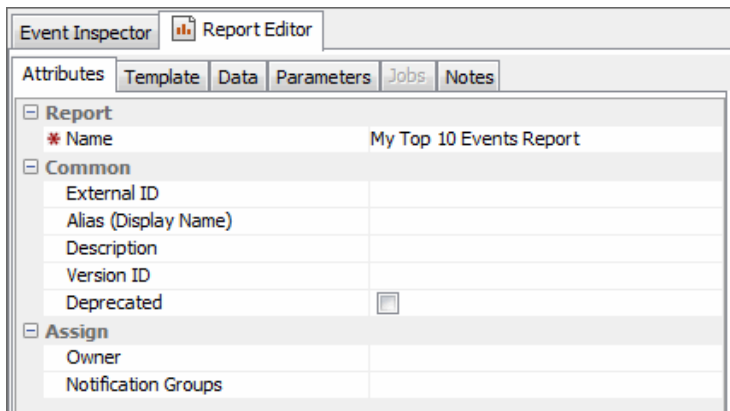 Event Inspector Report Editor
Attributes Template Data Parameters Jobs Notes
Report
* Name My Top 10 Events Report
Common
External ID
Alias (Display Name)
Description
Version ID
Deprecated
Assign
Owner
Notification Groups